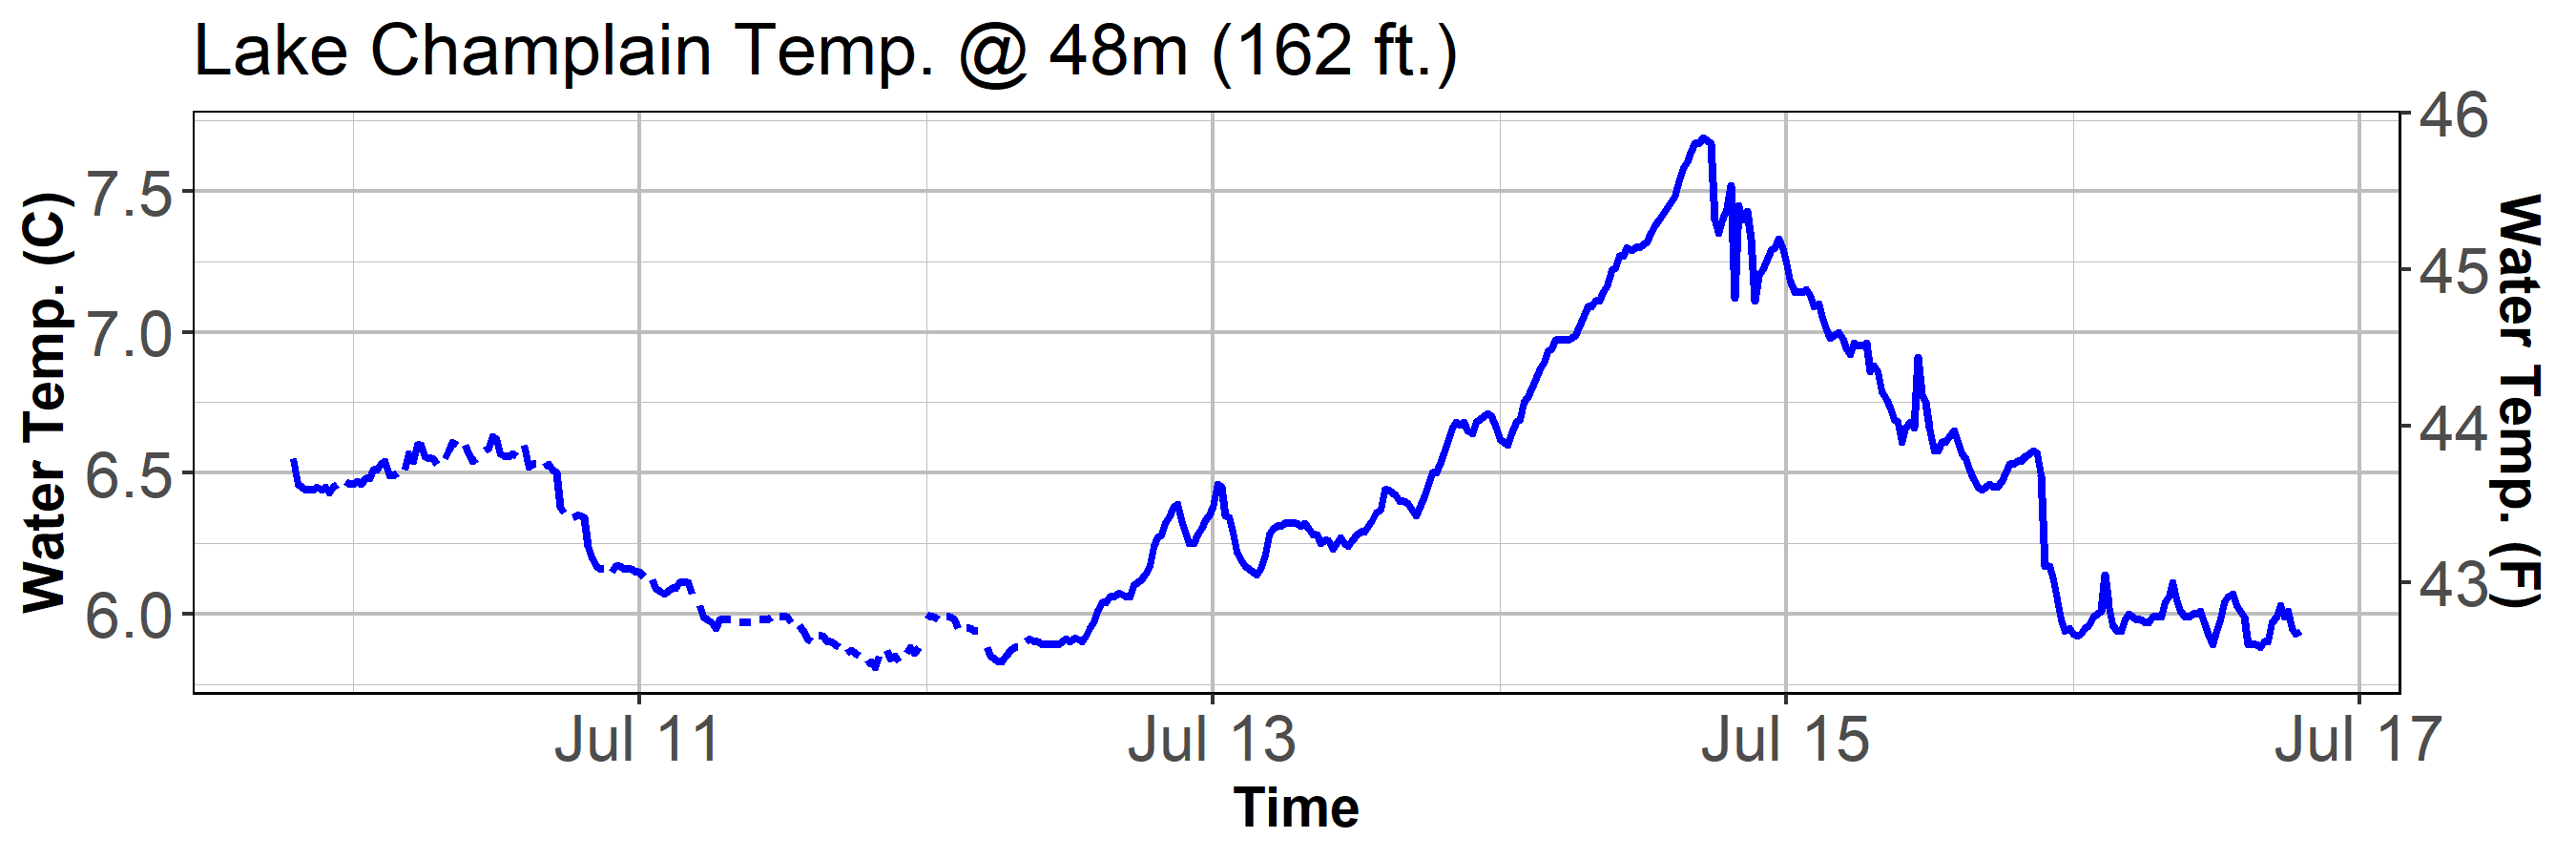 Lake Champlain Temp. @ 48m (162 ft.)
Water Temp. (C)
7.5
7.0
6.5
6.0
46
45
44
43
Water Temp. (F)
Jul 11 Jul 13 Jul 15 Jul 17
Time